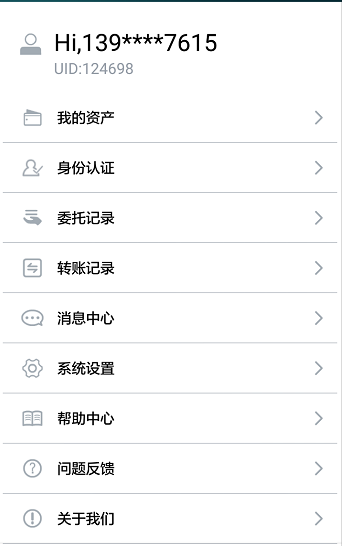 Hi,139****7615
UID:124698
我的资产
身份认证
委托记录
转账记录
消息中心
系统设置
帮助中心
问题反馈
关于我们